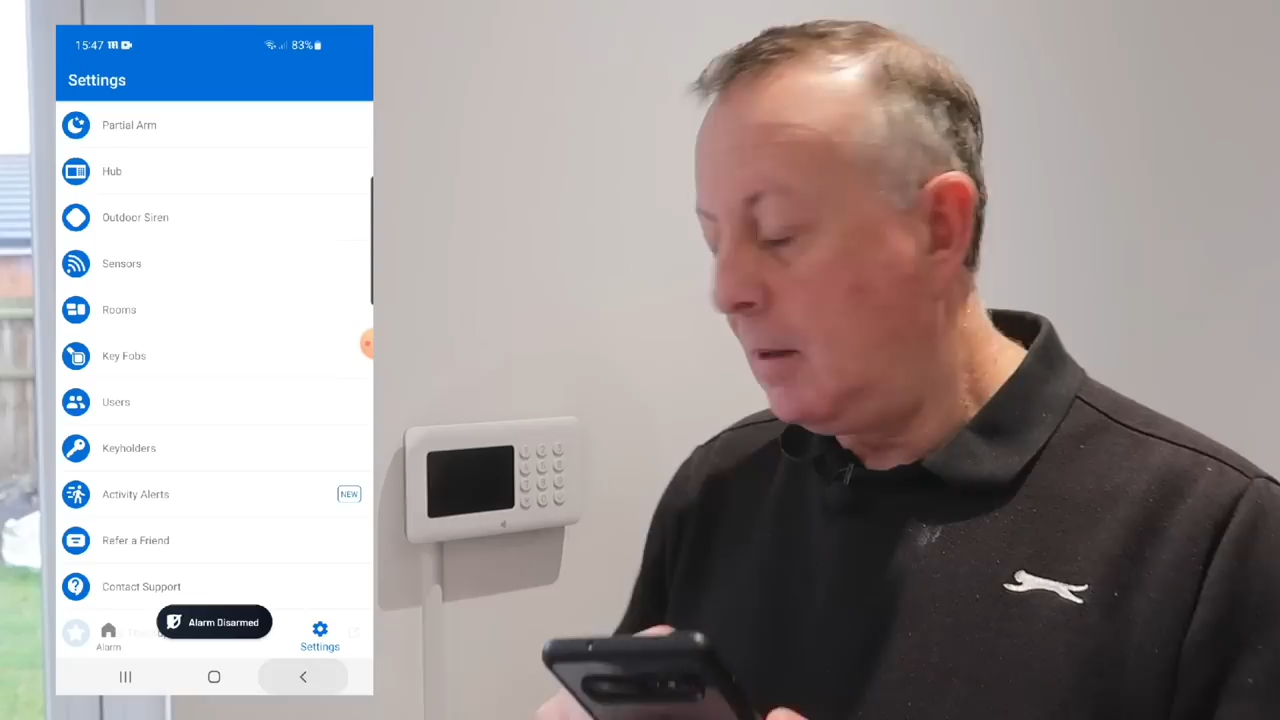 15:47
83%
Settings
Partial Arm
Hub
Outdoor Siren
Sensors
Rooms
Key Fobs
Users
Keyholders
Activity Alerts
NEW
Refer a Friend
Contact Support
Alarm Disarmed
Alarm
Settings